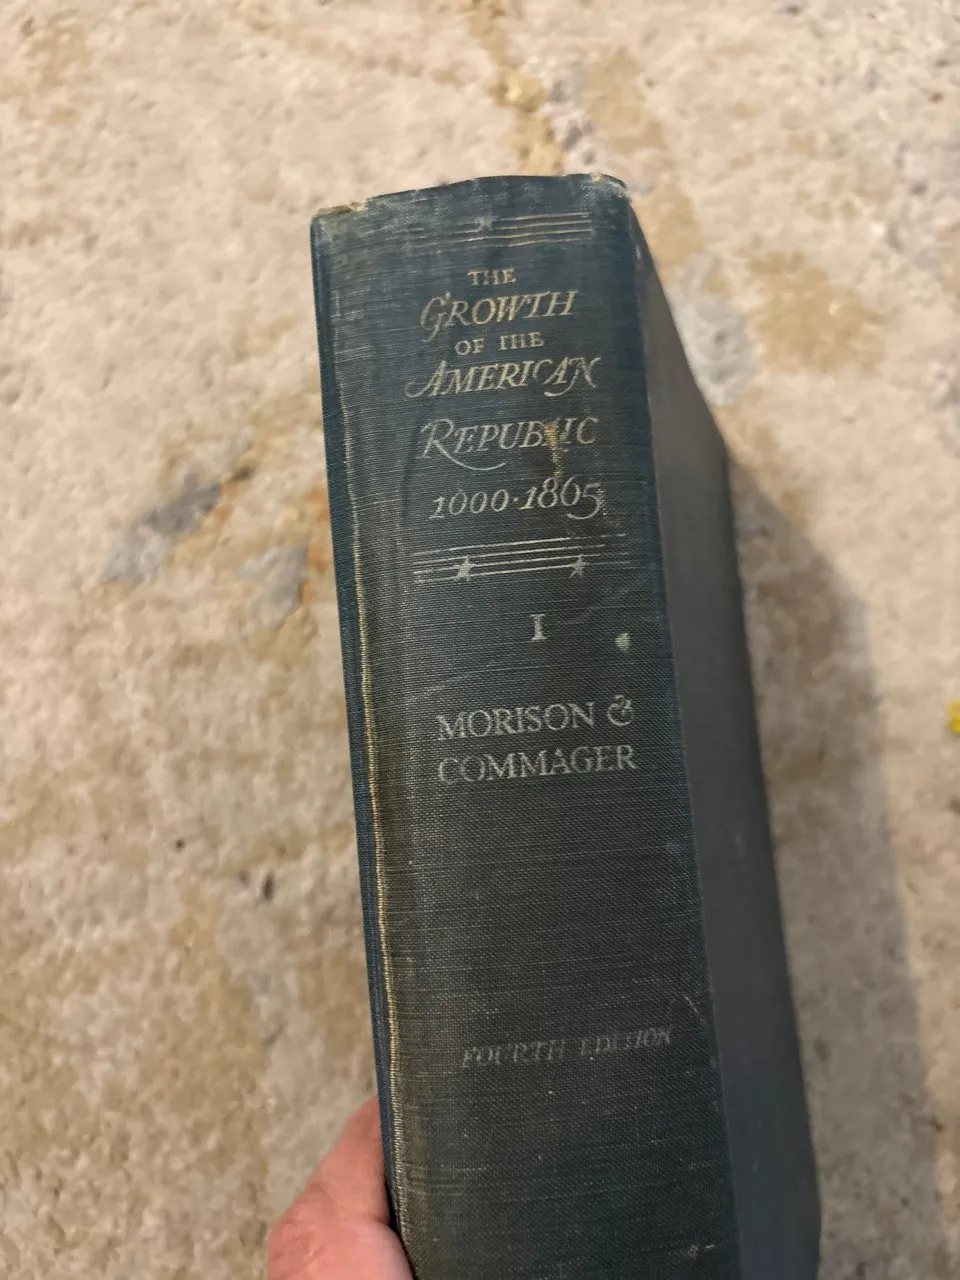 THE
GROWTH
OF THE
AMERICAN
REPUBLIC
1000·1865
I
MORISON &
COMMAGER
FOURTH EDITION